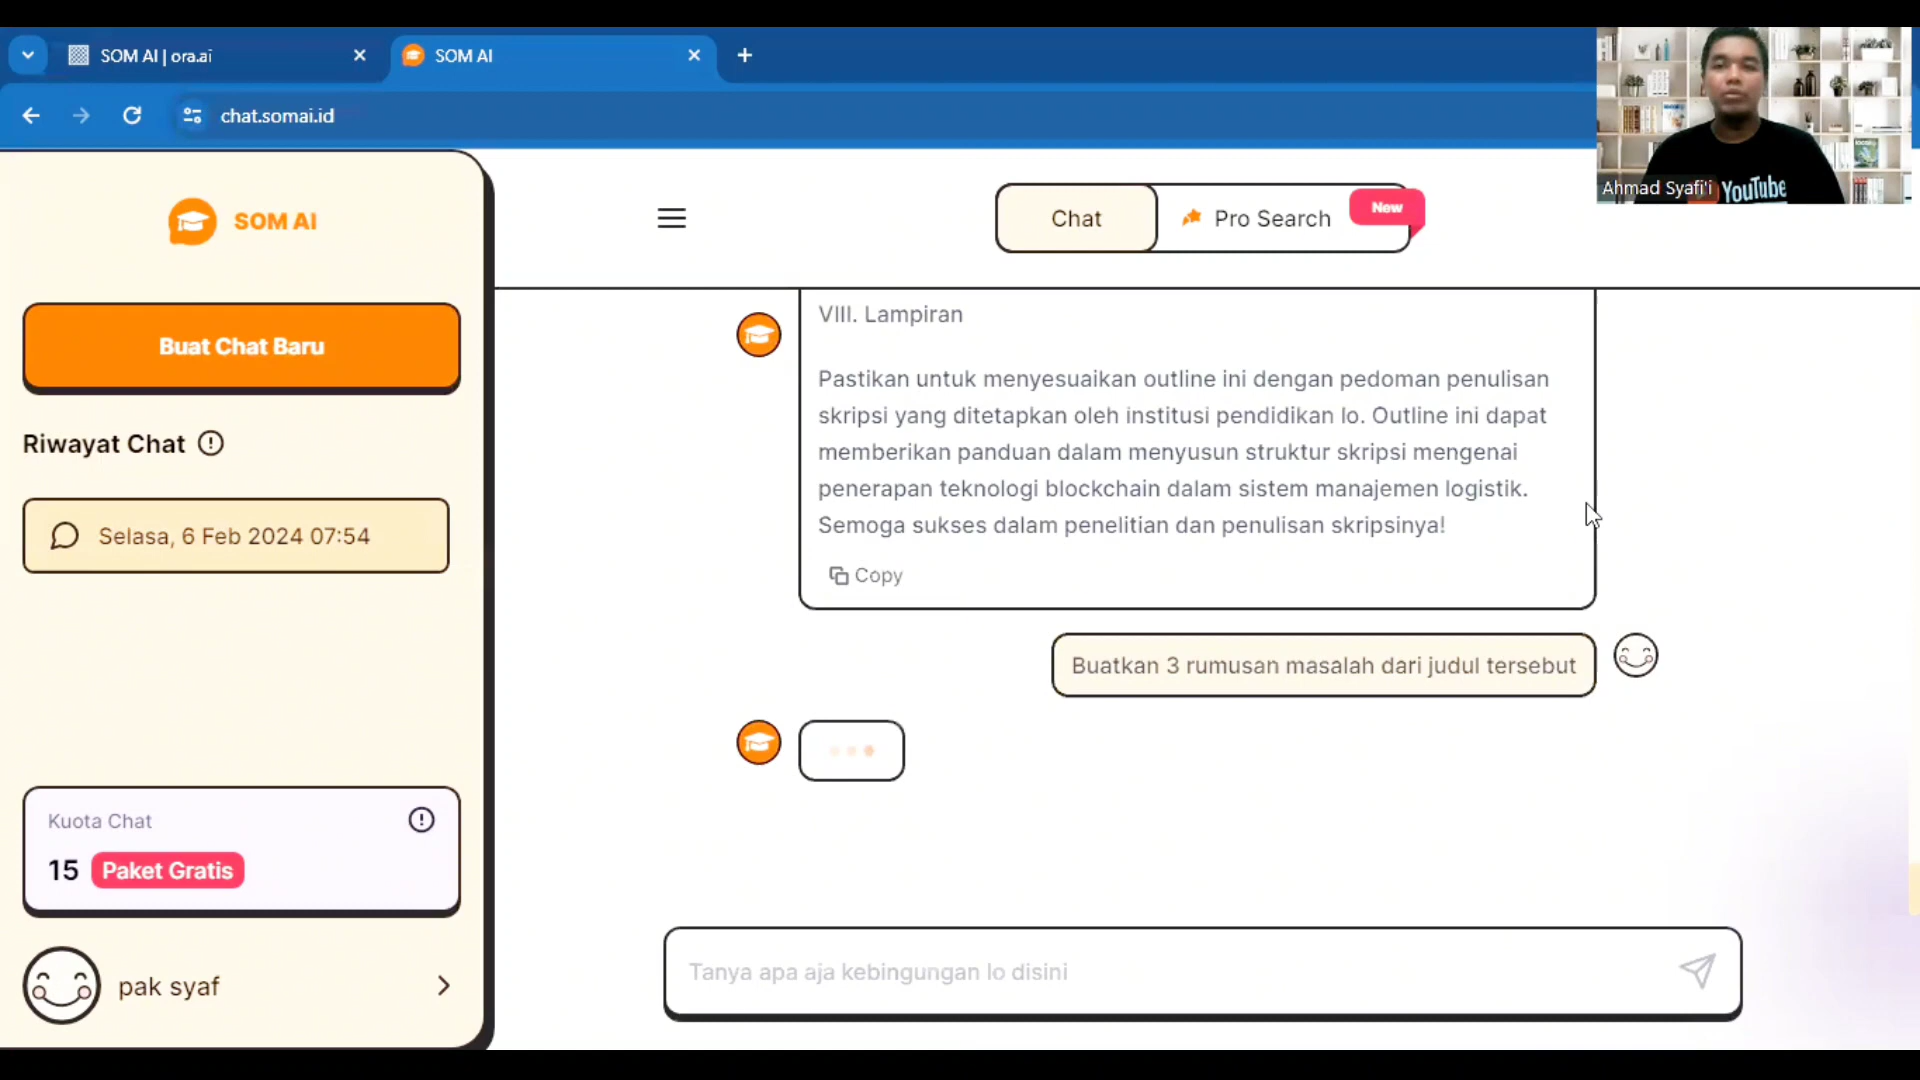 SOM AI | ora.ai
SOM AI
chat.somai.id
Ahmad Syafi'i
YouTube
SOM AI
Buat Chat Baru
Riwayat Chat
Selasa, 6 Feb 2024 07:54
Kuota Chat
15 Paket Gratis
pak syaf
Chat
Pro Search
New
VIII. Lampiran
Pastikan untuk menyesuaikan outline ini dengan pedoman penulisan
skripsi yang ditetapkan oleh institusi pendidikan lo. Outline ini dapat
memberikan panduan dalam menyusun struktur skripsi mengenai
penerapan teknologi blockchain dalam sistem manajemen logistik.
Semoga sukses dalam penelitian dan penulisan skripsinya!
Copy
Buatkan 3 rumusan masalah dari judul tersebut
Tanya apa aja kebingungan lo disini